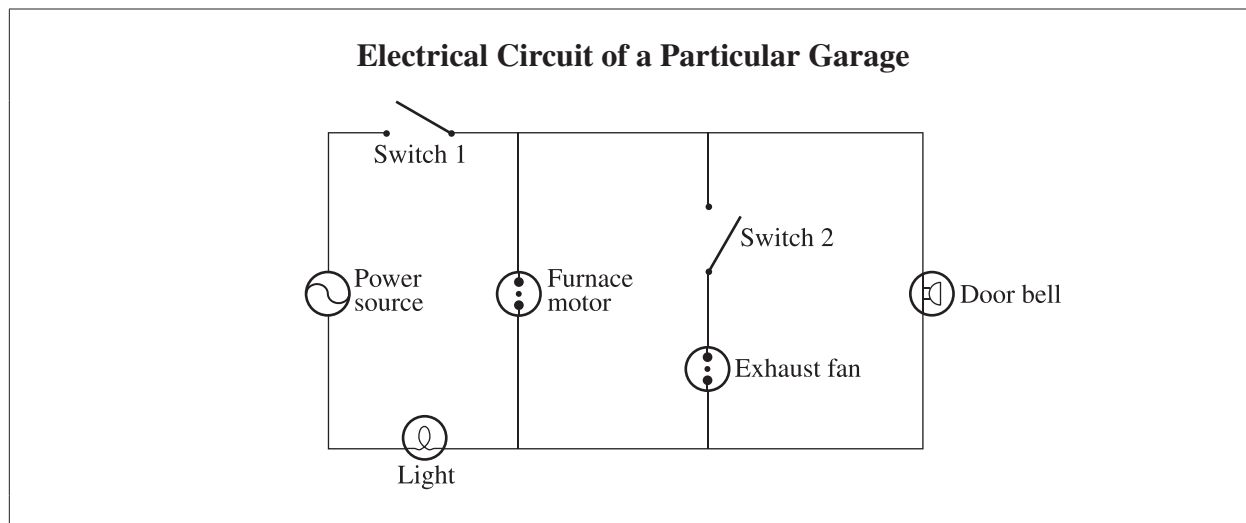 Electrical Circuit of a Particular Garage
Switch 1
Switch 2
Power
source
Furnace
motor
Door bell
Exhaust fan
Light